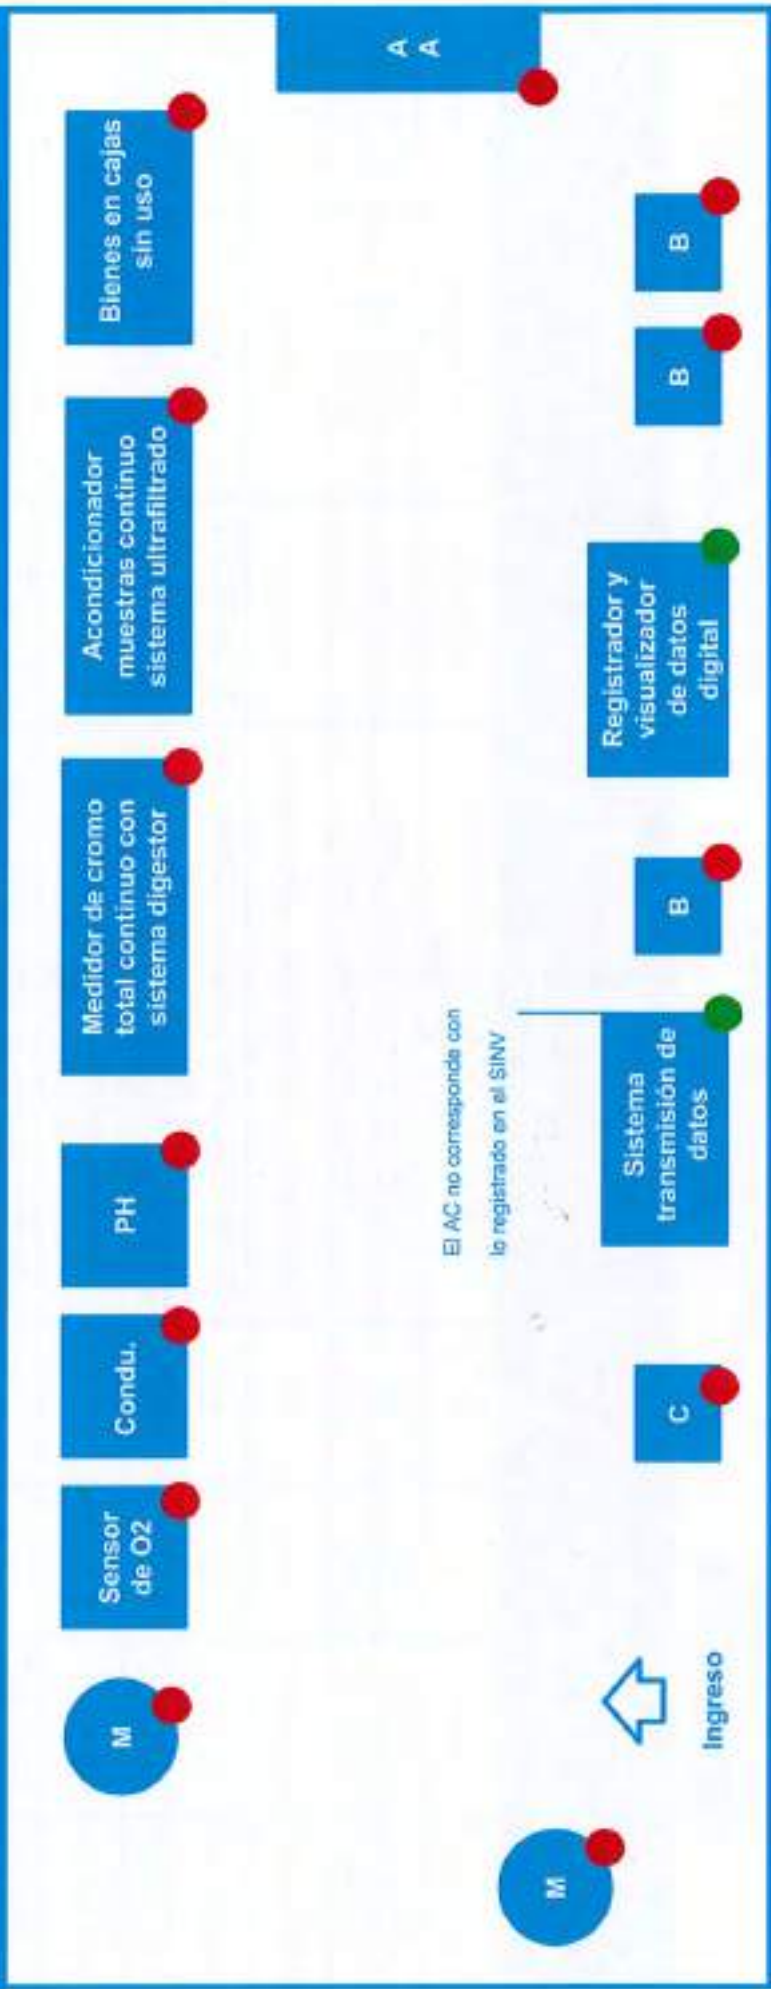 M
Sensor
de O2
Condu.
PH
Medidor de cromo
total continuo con
sistema digestor
Acondicionador
muestras continuo
sistema ultrafiltrado
Bienes en cajas
sin uso
A
A
El AC no corresponde con
lo registrado en el SINV
M
Ingreso
C
Sistema
transmisión de
datos
B
Registrador y
visualizador
de datos
digital
B
B